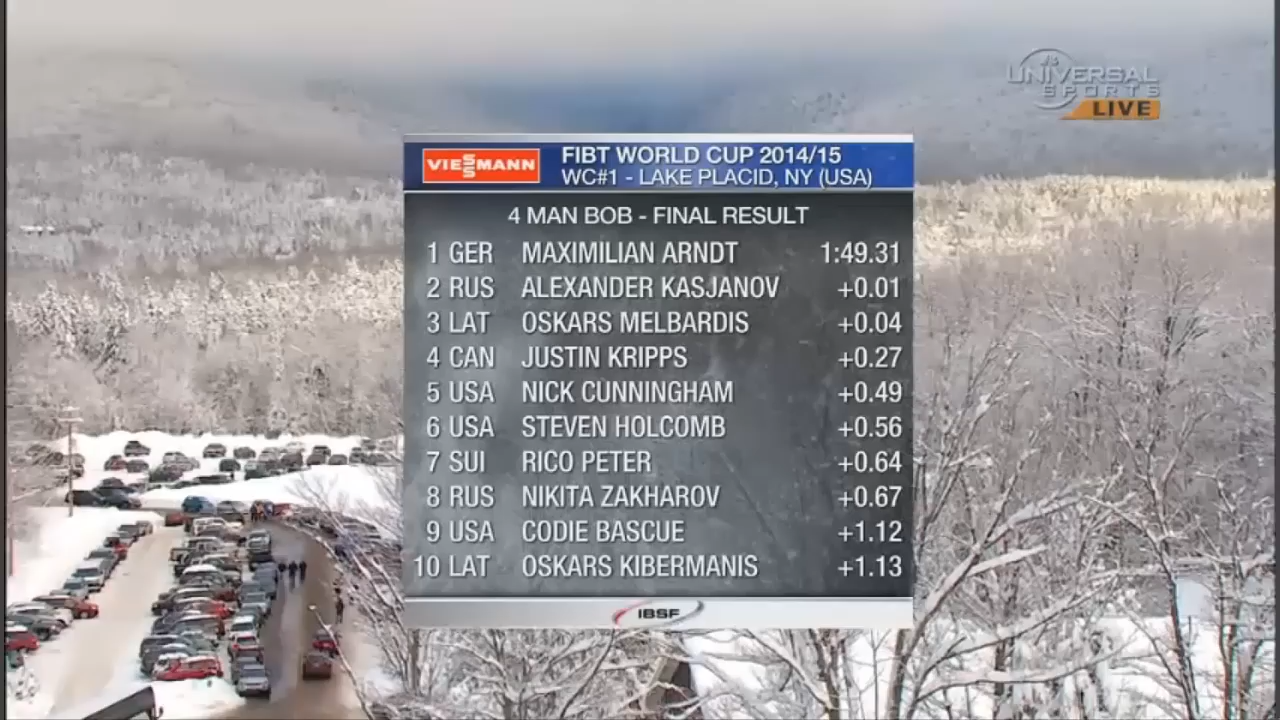 UNIVERSAL
SPORTS
LIVE
VIESSMANN
FIBT WORLD CUP 2014/15
WC#1 - LAKE PLACID, NY (USA)
4 MAN BOB - FINAL RESULT
1 GER MAXIMILIAN ARNDT 1:49.31
2 RUS ALEXANDER KASJANOV +0.01
3 LAT OSKARS MELBARDIS +0.04
4 CAN JUSTIN KRIPPS +0.27
5 USA NICK CUNNINGHAM +0.49
6 USA STEVEN HOLCOMB +0.56
7 SUI RICO PETER +0.64
8 RUS NIKITA ZAKHAROV +0.67
9 USA CODIE BASCUE +1.12
10 LAT OSKARS KIBERMANIS +1.13
IBSF